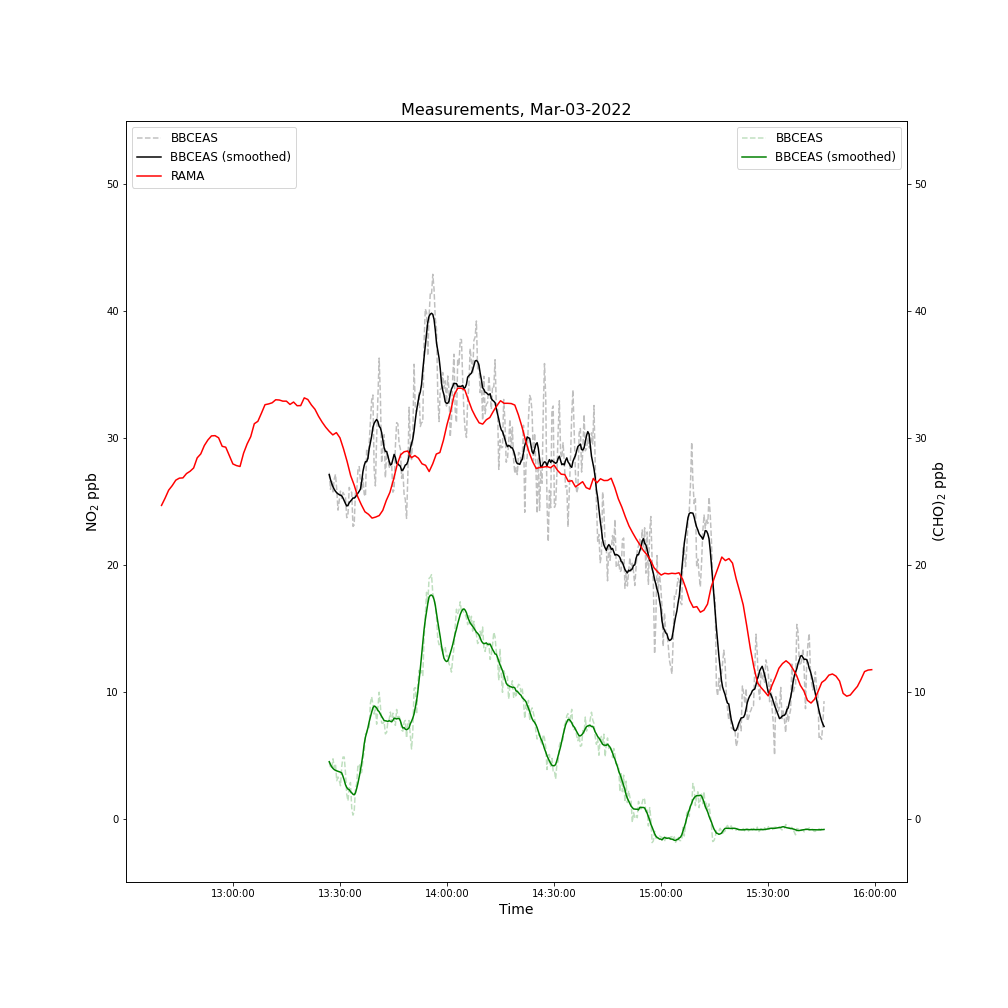 Measurements, Mar-03-2022
BBCEAS
BBCEAS (smoothed)
RAMA
BBCEAS
BBCEAS (smoothed)
50
40
30
20
10
0
NO₂ ppb
50
40
30
20
10
0
(CHO)₂ ppb
13:00:00
13:30:00
14:00:00
14:30:00
15:00:00
15:30:00
16:00:00
Time